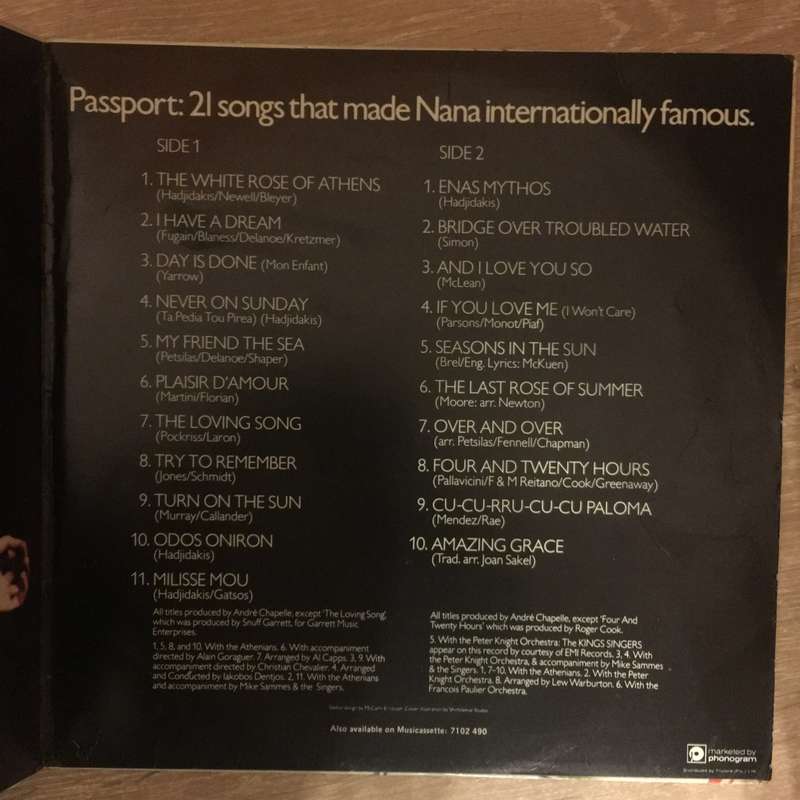 Passport: 21 songs that made Nana internationally famous.
SIDE 1
1. THE WHITE ROSE OF ATHENS
(Hadjidakis/Newell/Bleyer)
2. I HAVE A DREAM
(Fugain/Blaness/Delanoe/Kretzmer)
3. DAY IS DONE (Mon Enfant)
(Yarrow)
4. NEVER ON SUNDAY
(Ta Pedia Tou Pirea) (Hadjidakis)
5. MY FRIEND THE SEA
(Petsilas/Delanoe/Shaper)
6. PLAISIR D'AMOUR
(Martini/Florian)
7. THE LOVING SONG
(Pockriss/Laron)
8. TRY TO REMEMBER
(Jones/Schmidt)
9. TURN ON THE SUN
(Murray/Callander)
10. ODOS ONIRON
(Hadjidakis)
11. MILISSE MOU
(Hadjidakis/Gatsos)
All titles produced by André Chapelle, except 'The Loving Song',
which was produced by Snuff Garrett, for Garrett Music
Enterprises.
1, 5, 8, and 10. With the Athenians. 6. With accompaniment
directed by Alain Goraguer. 7. Arranged by Al Capps. 3, 9. With
accompaniment directed by Christian Chevalier. 4. Arranged
and Conducted by Iakobos Dentjos. 2, 11. With the Athenians
and accompaniment by Mike Sammes & the Singers.
SIDE 2
1. ENAS MYTHOS
(Hadjidakis)
2. BRIDGE OVER TROUBLED WATER
(Simon)
3. AND I LOVE YOU SO
(McLean)
4. IF YOU LOVE ME (I Won't Care)
(Parsons/Monot/Piaf)
5. SEASONS IN THE SUN
(Brel/Eng. Lyrics: McKuen)
6. THE LAST ROSE OF SUMMER
(Moore: arr. Newton)
7. OVER AND OVER
(arr. Petsilas/Fennell/Chapman)
8. FOUR AND TWENTY HOURS
(Pallavicini/F & M Reitano/Cook/Greenaway)
9. CU-CU-RRU-CU-CU PALOMA
(Mendez/Rae)
10. AMAZING GRACE
(Trad. arr. Joan Sakel)
All titles produced by André Chapelle, except 'Four And
Twenty Hours' which was produced by Roger Cook.
5. With the Peter Knight Orchestra: The KINGS SINGERS
appear on this record by courtesy of EMI Records. 3, 4. With
the Peter Knight Orchestra, & accompaniment by Mike Sammes
& the Singers. 1, 7-10. With the Athenians. 2. With the Peter
Knight Orchestra. 8. Arranged by Lew Warburton. 6. With the
Francois Paulier Orchestra.
Also available on Musicassette: 7102 490
marketed by
phonogram